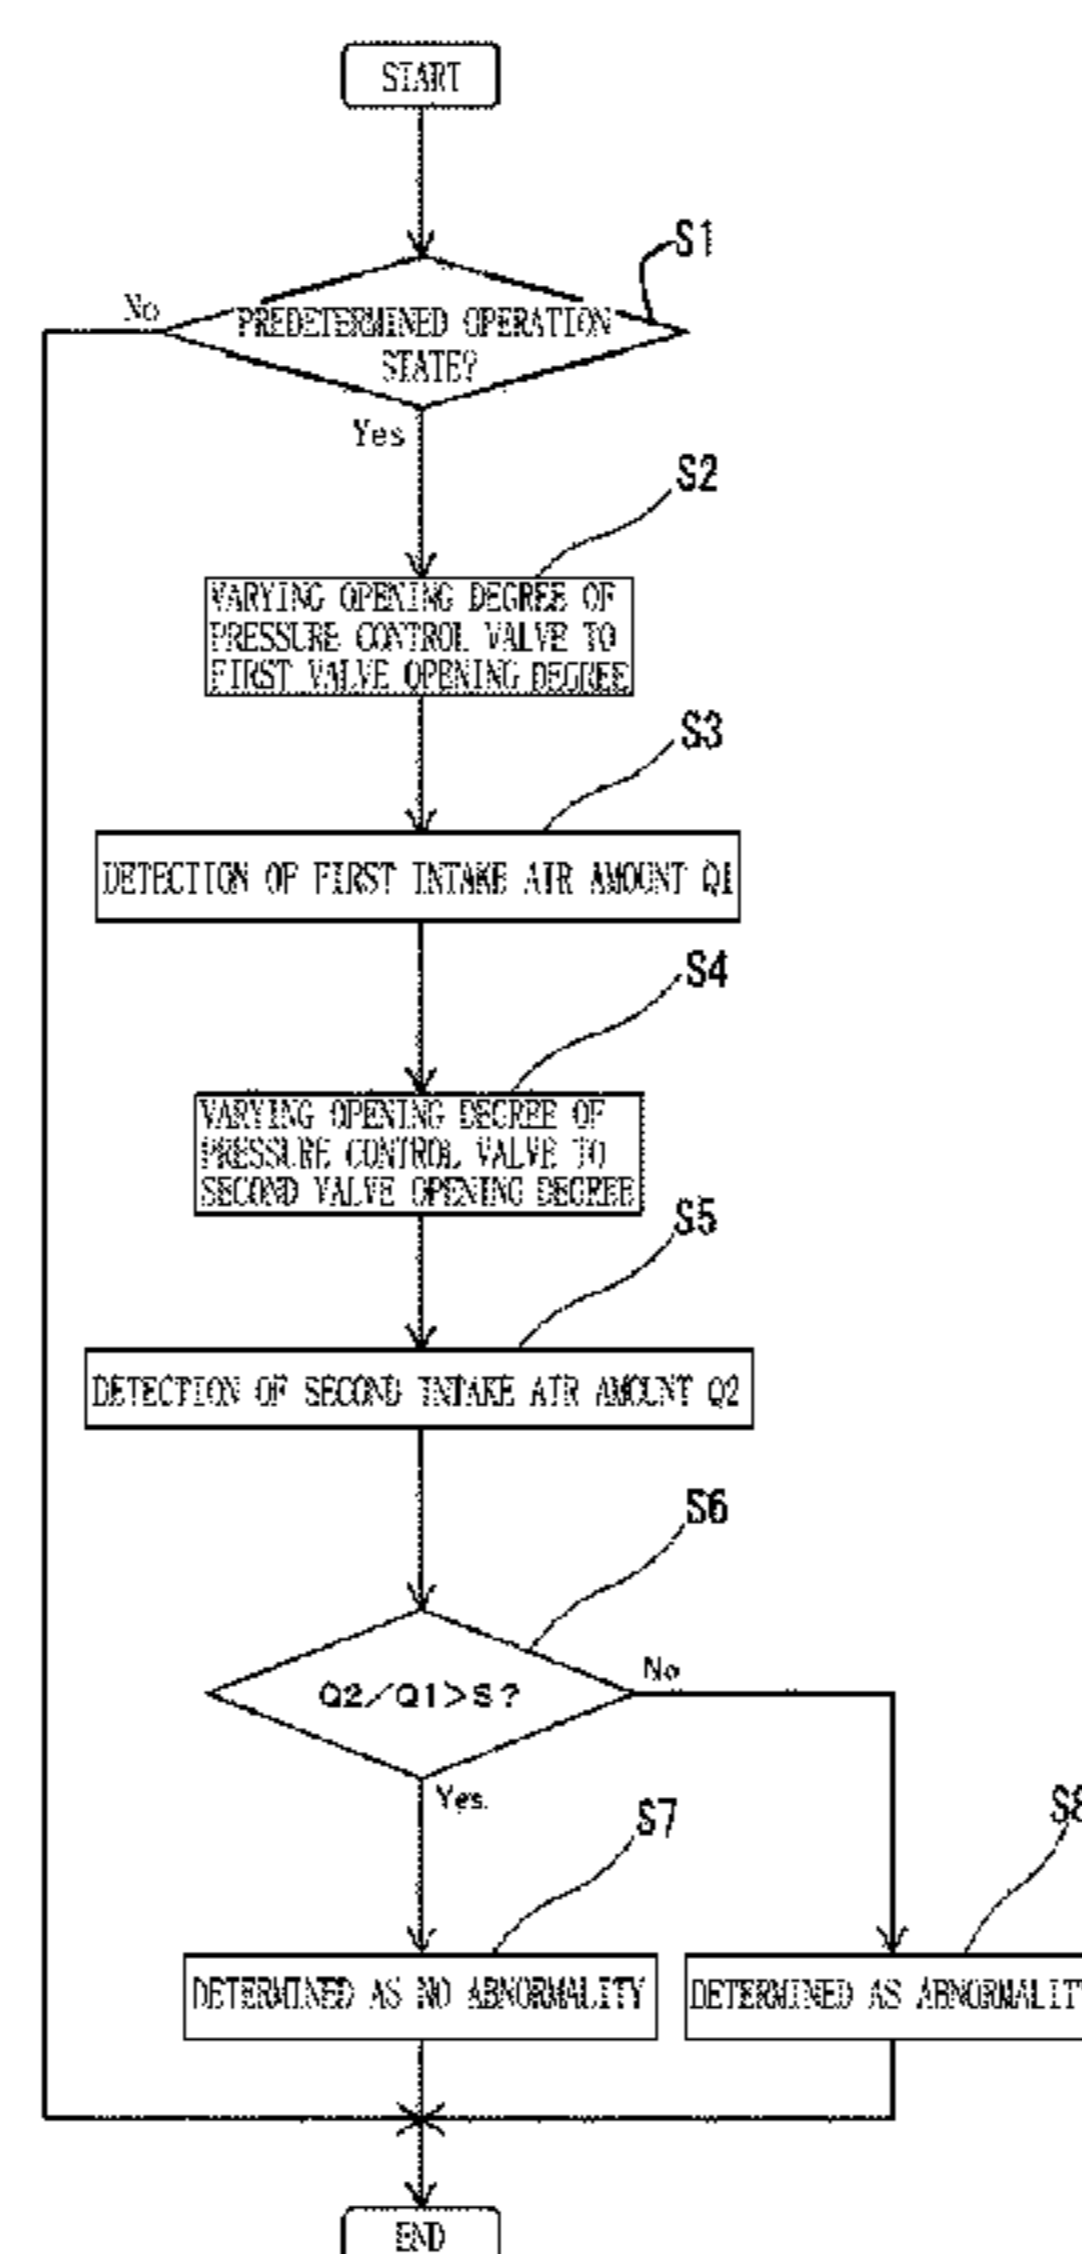 START
S1
No
PREDETERMINED OPERATION
STATE?
Yes
S2
VARYING OPENING DEGREE OF
PRESSURE CONTROL VALVE TO
FIRST VALVE OPENING DEGREE
S3
DETECTION OF FIRST INTAKE AIR AMOUNT Q1
S4
VARYING OPENING DEGREE OF
PRESSURE CONTROL VALVE TO
SECOND VALVE OPENING DEGREE
S5
DETECTION OF SECOND INTAKE AIR AMOUNT Q2
S6
Q2/Q1>S?
No
Yes
S7
S8
DETERMINED AS NO ABNORMALITY
DETERMINED AS ABNORMALITY
END